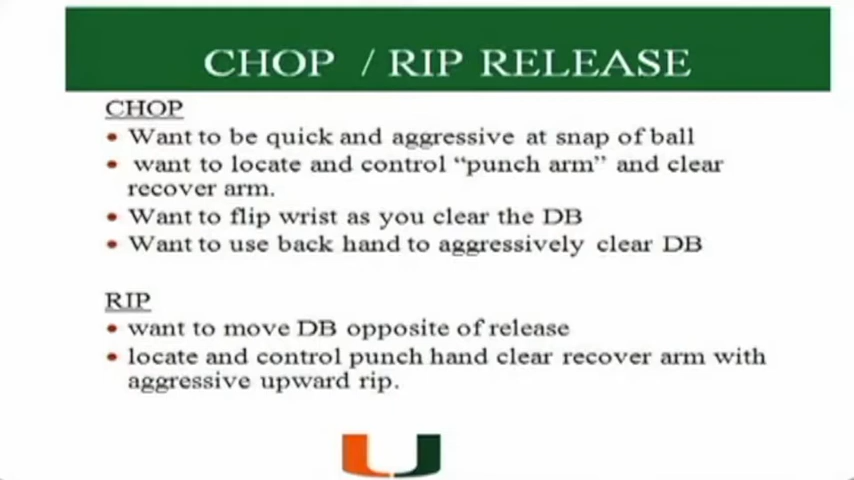 CHOP / RIP RELEASE
CHOP
• Want to be quick and aggressive at snap of ball
• want to locate and control “punch arm” and clear
recover arm.
• Want to flip wrist as you clear the DB
• Want to use back hand to aggressively clear DB
RIP
• want to move DB opposite of release
• locate and control punch hand clear recover arm with
aggressive upward rip.